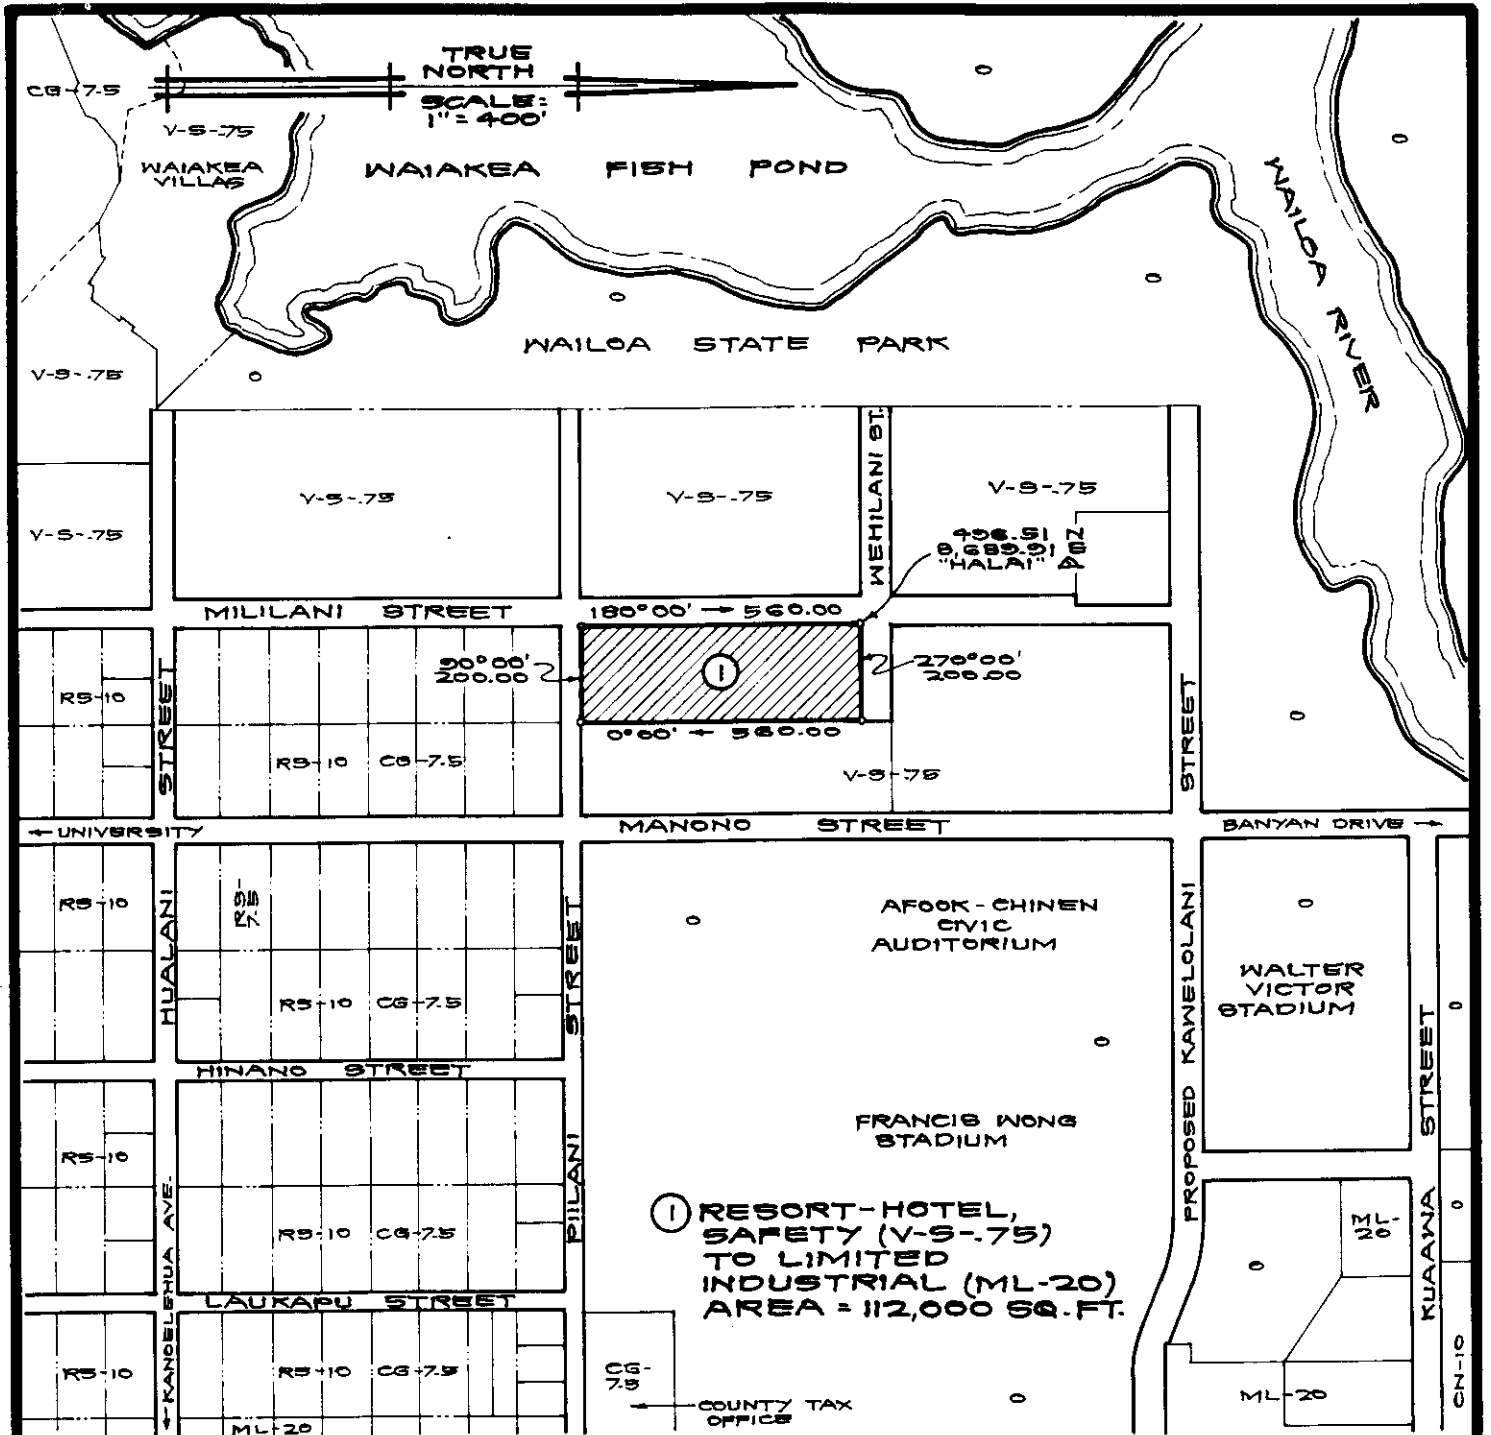 TRUE
NORTH
SCALE:
1"=400'
CG-7.5
V-S-.75
WAIAKEA
VILLAS
WAIAKEA FISH POND
O
O
WAILOA RIVER
O
O
WAILOA STATE PARK
V-S-.75
O
V-S-.75
V-S-.75
V-S-.75
WEHILANI ST.
V-S-.75
496.51 N
8,689.91 E
"HALAI" Δ
MILILANI STREET
180°00' → 560.00
RS-10
STREET
90°00'
200.00
1
270°00'
200.00
0°00' ← 560.00
STREET
O
RS-10 CG-7.5
V-S-.75
← UNIVERSITY
MANONO STREET
BANYAN DRIVE →
RS-10
HUALANI
RS-
7.5
STREET
O
AFOOK-CHINEN
CIVIC
AUDITORIUM
O
WALTER
VICTOR
STADIUM
RS-10 CG-7.5
O
O
HINANO STREET
PROPOSED KAWELOLANI
STREET
RS-10
FRANCIS WONG
STADIUM
PIILANI
← KANOELEHUA AVE.
RS-10 CG-7.5
1 RESORT-HOTEL,
SAFETY (V-S-.75)
TO LIMITED
INDUSTRIAL (ML-20)
AREA = 112,000 SQ.FT.
ML-
20
O
O
KUAAWA
LAUKAPU STREET
RS-10
RS-10 CG-7.5
CG-
7.5
← COUNTY TAX
OFFICE
O
ML-20
CN-10
ML-20